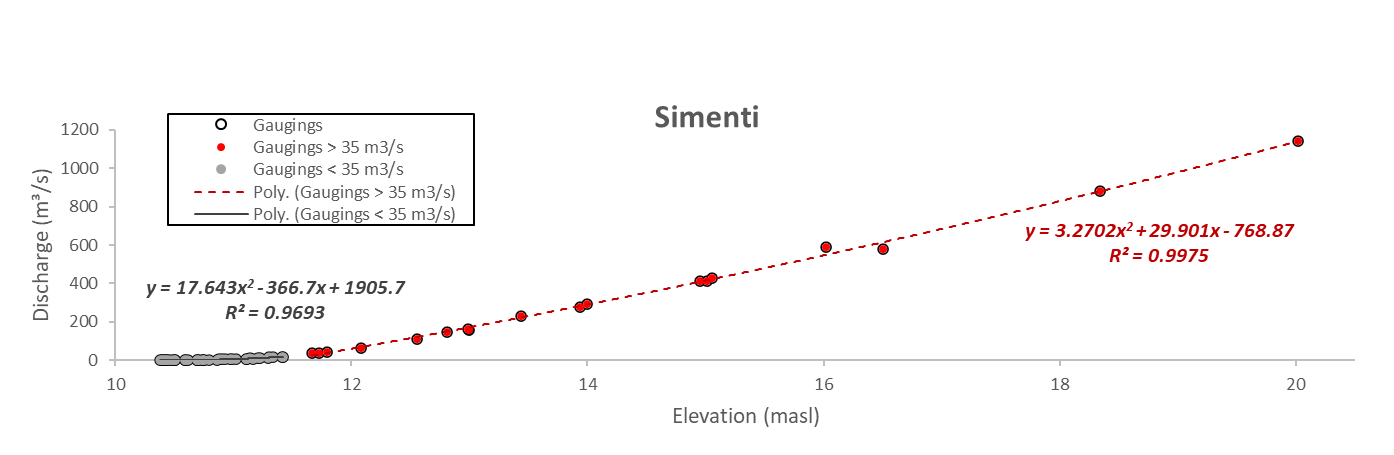 Simenti
Gaugings
Gaugings > 35 m3/s
Gaugings < 35 m3/s
Poly. (Gaugings > 35 m3/s)
Poly. (Gaugings < 35 m3/s)
1200
1000
800
600
400
200
0
Discharge (m³/s)
y = 17.643x² - 366.7x + 1905.7
R² = 0.9693
y = 3.2702x² + 29.901x - 768.87
R² = 0.9975
10 12 14 16 18 20
Elevation (masl)